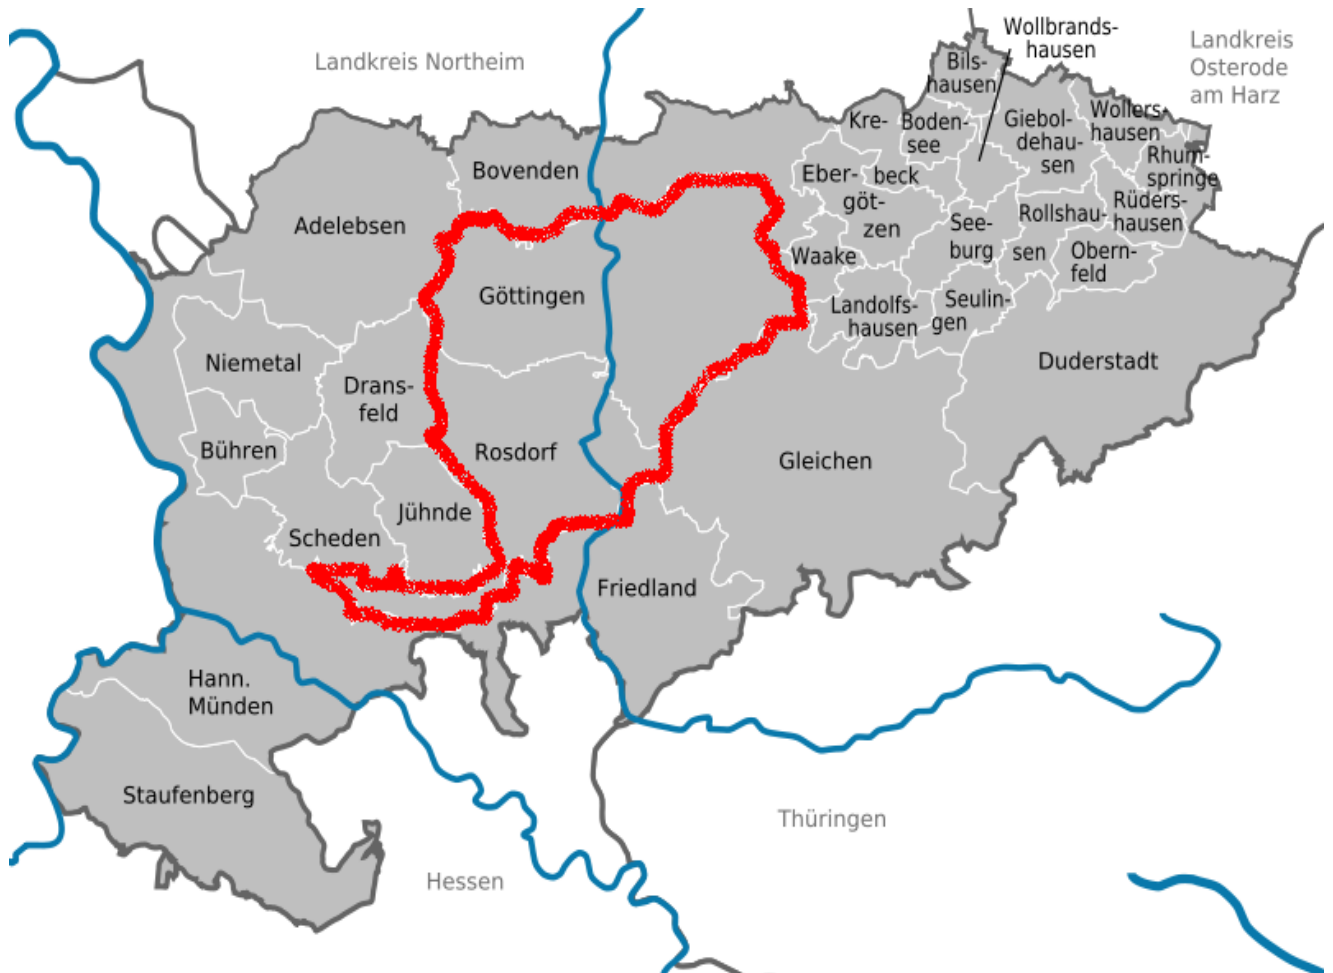 Wollbrands-
hausen
Landkreis
Osterode
am Harz
Landkreis Northeim
Bils-
hausen
Kre-
beck
Boden-
see
Giebol-
dehau-
sen
Wollers-
hausen
Rhum-
springe
Bovenden
Eber-
göt-
zen
Rüders-
hausen
Adelebsen
See-
burg
Rollshau-
sen
Obern-
feld
Waake
Göttingen
Landolfs-
hausen
Seulin-
gen
Niemetal
Duderstadt
Drans-
feld
Bühren
Rosdorf
Gleichen
Jühnde
Scheden
Friedland
Hann.
Münden
Staufenberg
Thüringen
Hessen